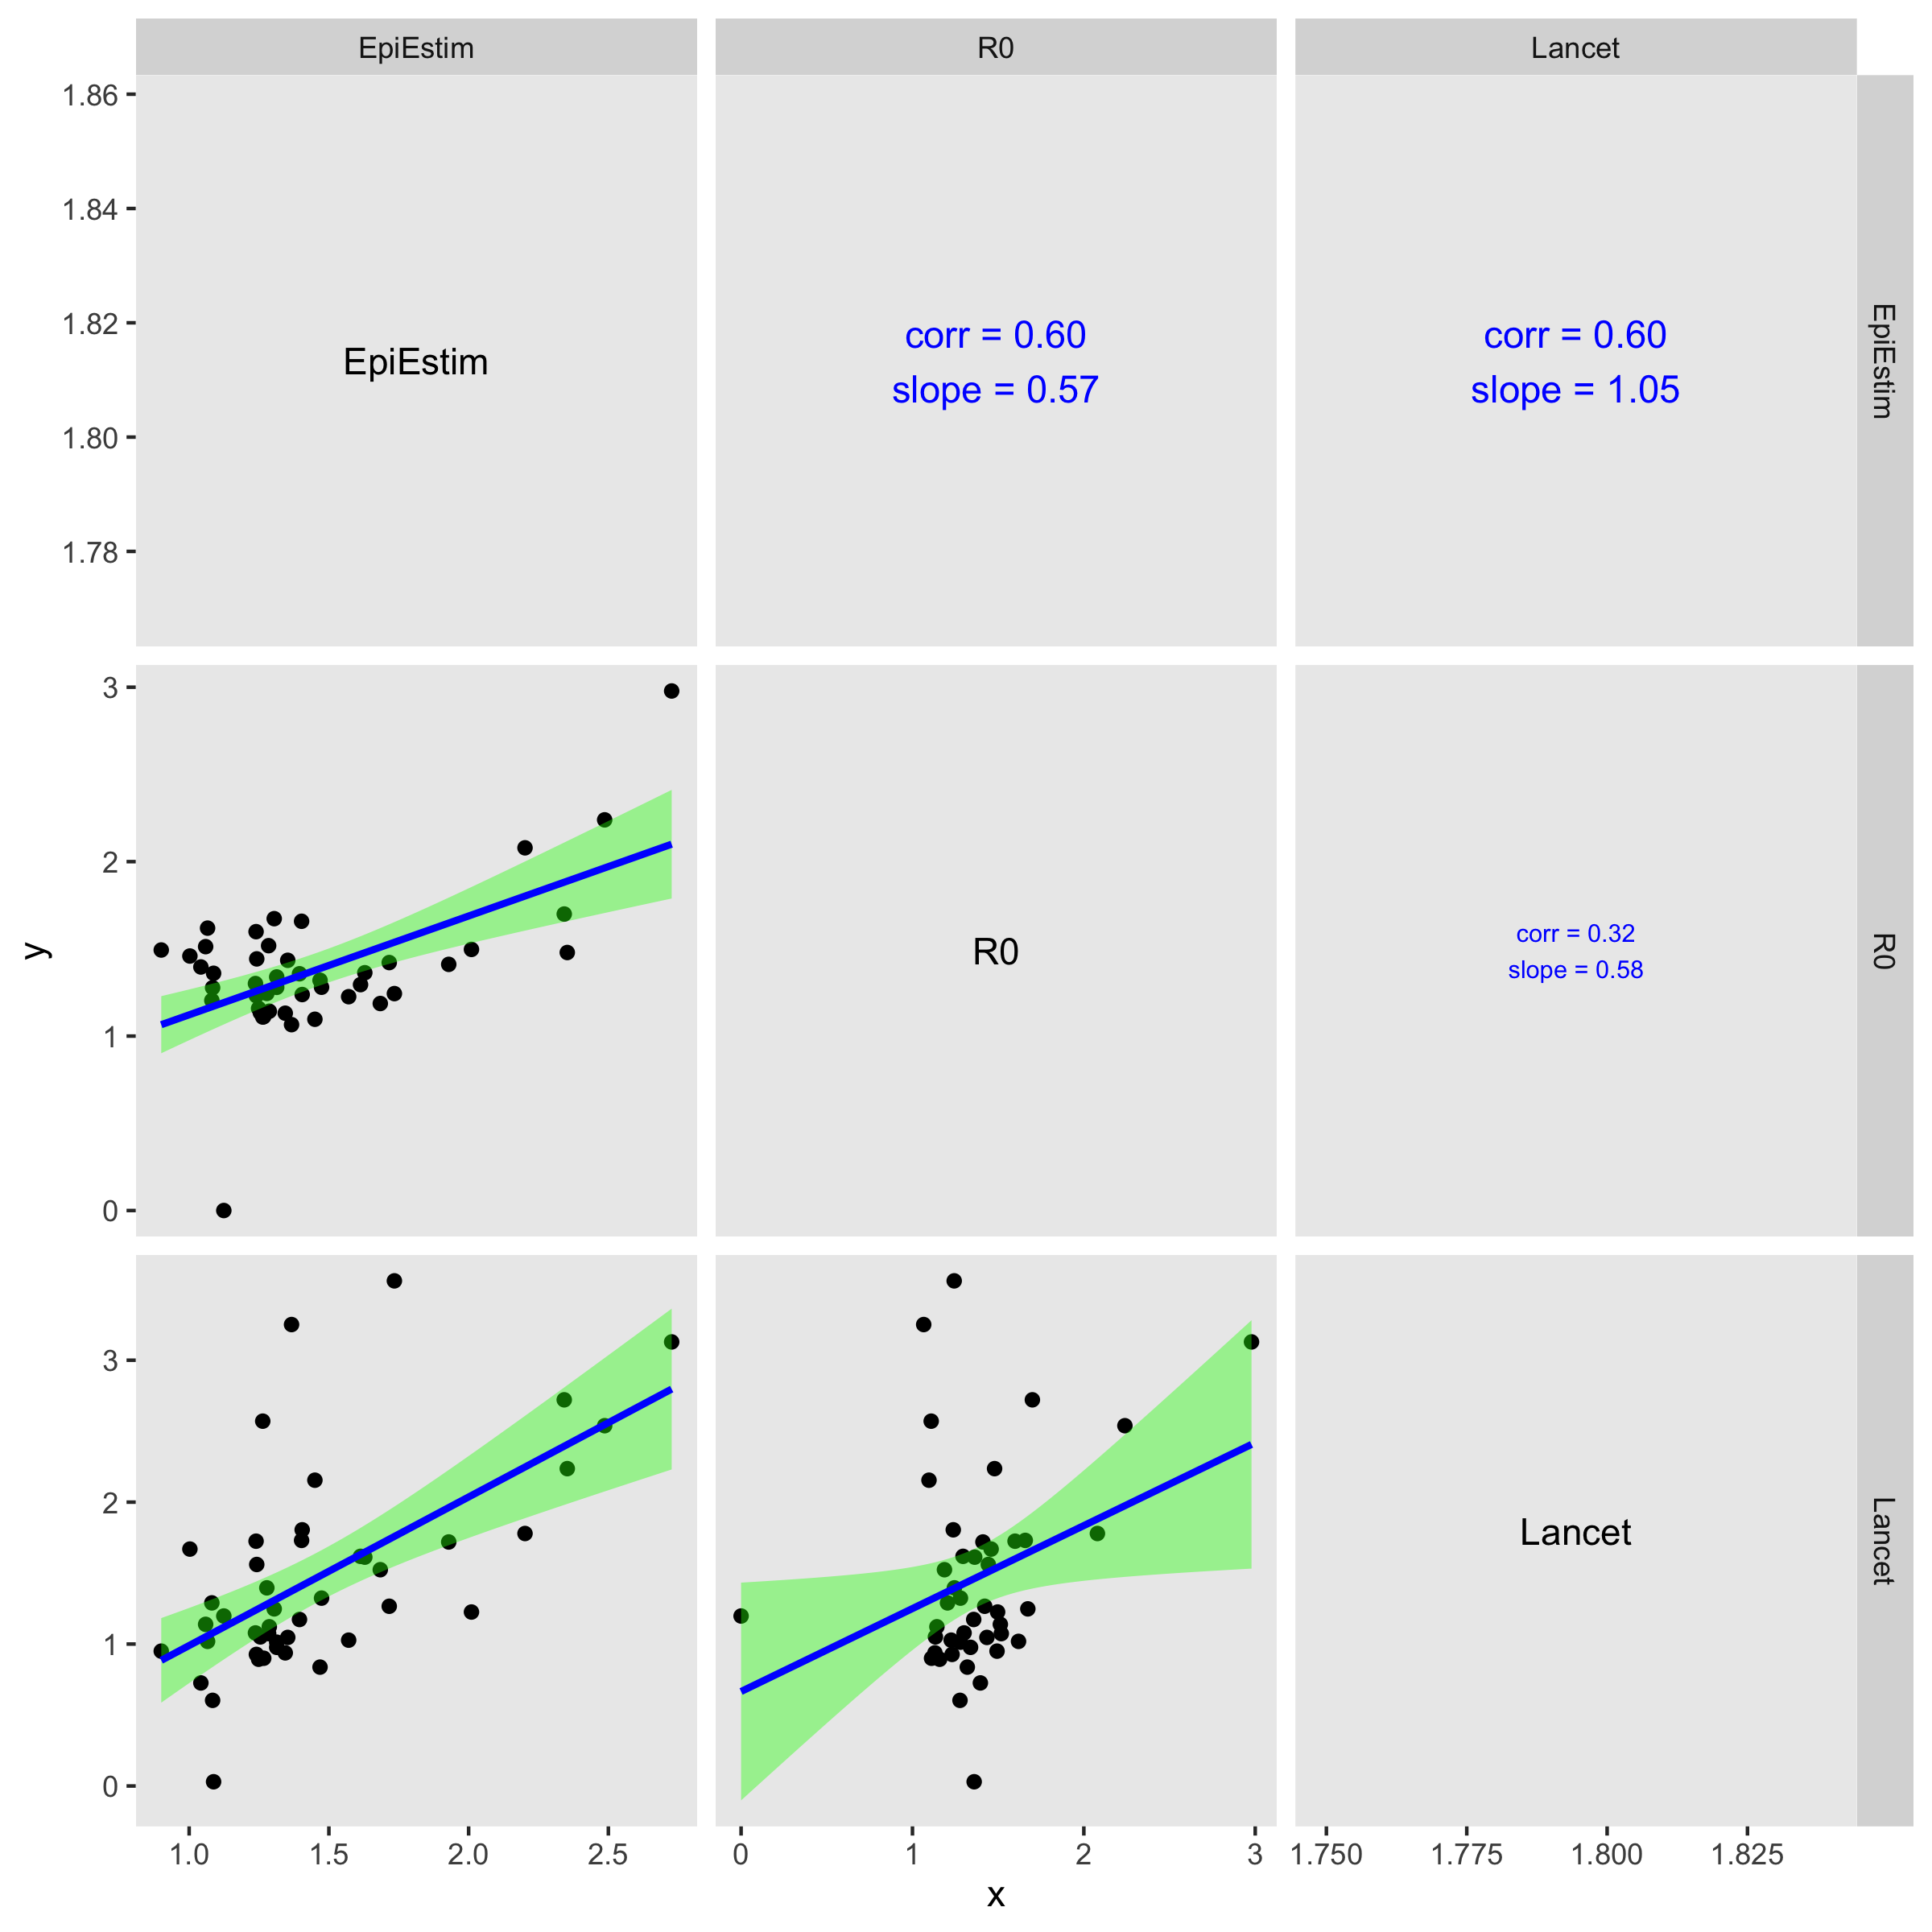 EpiEstim R0 Lancet
1.86
1.84
1.82
1.80
1.78
EpiEstim
corr = 0.60
slope = 0.57
corr = 0.60
slope = 1.05
EpiEstim
3
2
1
0
R0
corr = 0.32
slope = 0.58
R0
y
3
2
1
0
Lancet
Lancet
1.0 1.5 2.0 2.5 0 1 2 3 1.750 1.775 1.800 1.825
x